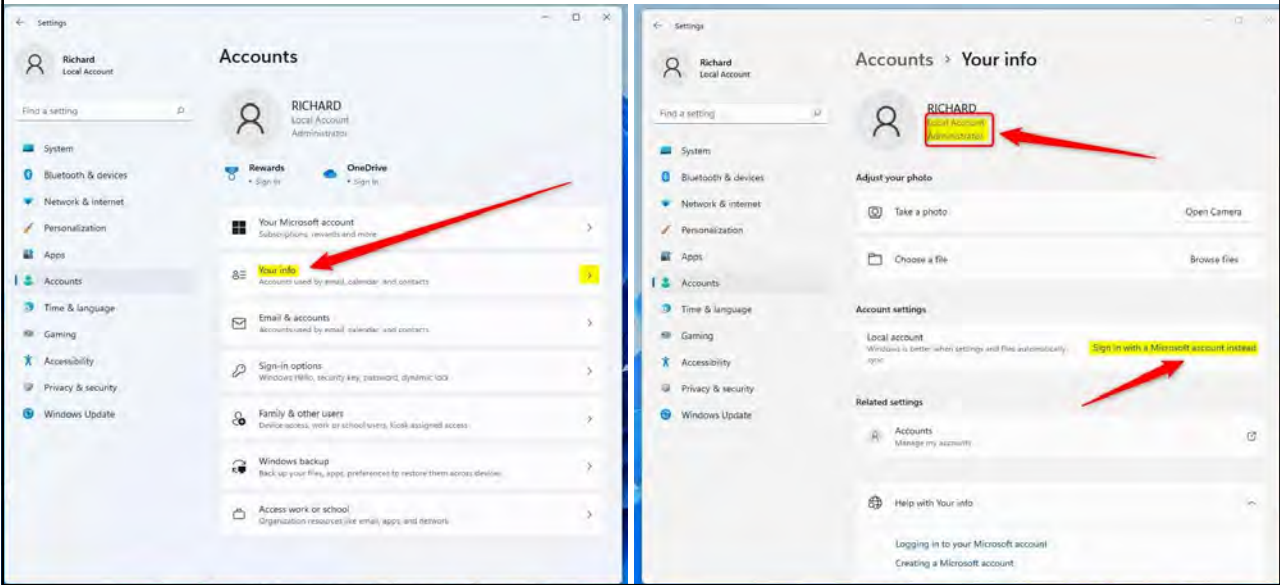 Settings
Richard
Local Account
Find a setting
System
Bluetooth & devices
Network & internet
Personalization
Apps
Accounts
Time & language
Gaming
Accessibility
Privacy & security
Windows Update
Accounts
RICHARD
Local Account
Administrator
Rewards
• Sign in
OneDrive
• Sign in
Your Microsoft account
Subscriptions, rewards and more
Your info
Accounts used by email, calendar, and contacts
Email & accounts
Accounts used by email, calendar, and contacts
Sign-in options
Windows Hello, security key, password, dynamic lock
Family & other users
Device access, work or school users, kiosk assigned access
Windows backup
Back up your files, apps, preferences to restore them across devices
Access work or school
Organization resources like email, apps, and network
Settings
Richard
Local Account
Find a setting
System
Bluetooth & devices
Network & internet
Personalization
Apps
Accounts
Time & language
Gaming
Accessibility
Privacy & security
Windows Update
Accounts > Your info
RICHARD
Local Account
Administrator
Adjust your photo
Take a photo
Open Camera
Choose a file
Browse files
Account settings
Local account
Windows is better when settings and files automatically
sync
Sign in with a Microsoft account instead
Related settings
Accounts
Manage my accounts
Help with Your info
Logging in to your Microsoft account
Creating a Microsoft account